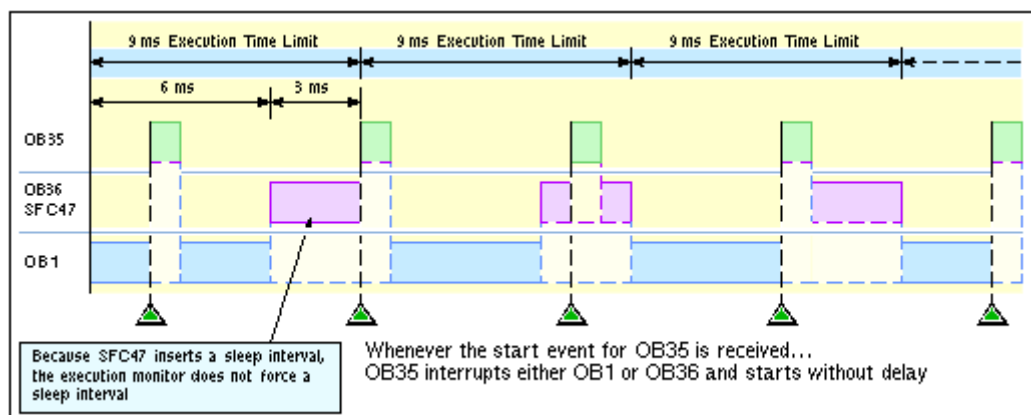 9 ms Execution Time Limit
9 ms Execution Time Limit
9 ms Execution Time Limit
6 ms
3 ms
OB35
OB36
SFC47
OB1
Because SFC47 inserts a sleep interval,
the execution monitor does not force a
sleep interval
Whenever the start event for OB35 is received...
OB35 interrupts either OB1 or OB36 and starts without delay